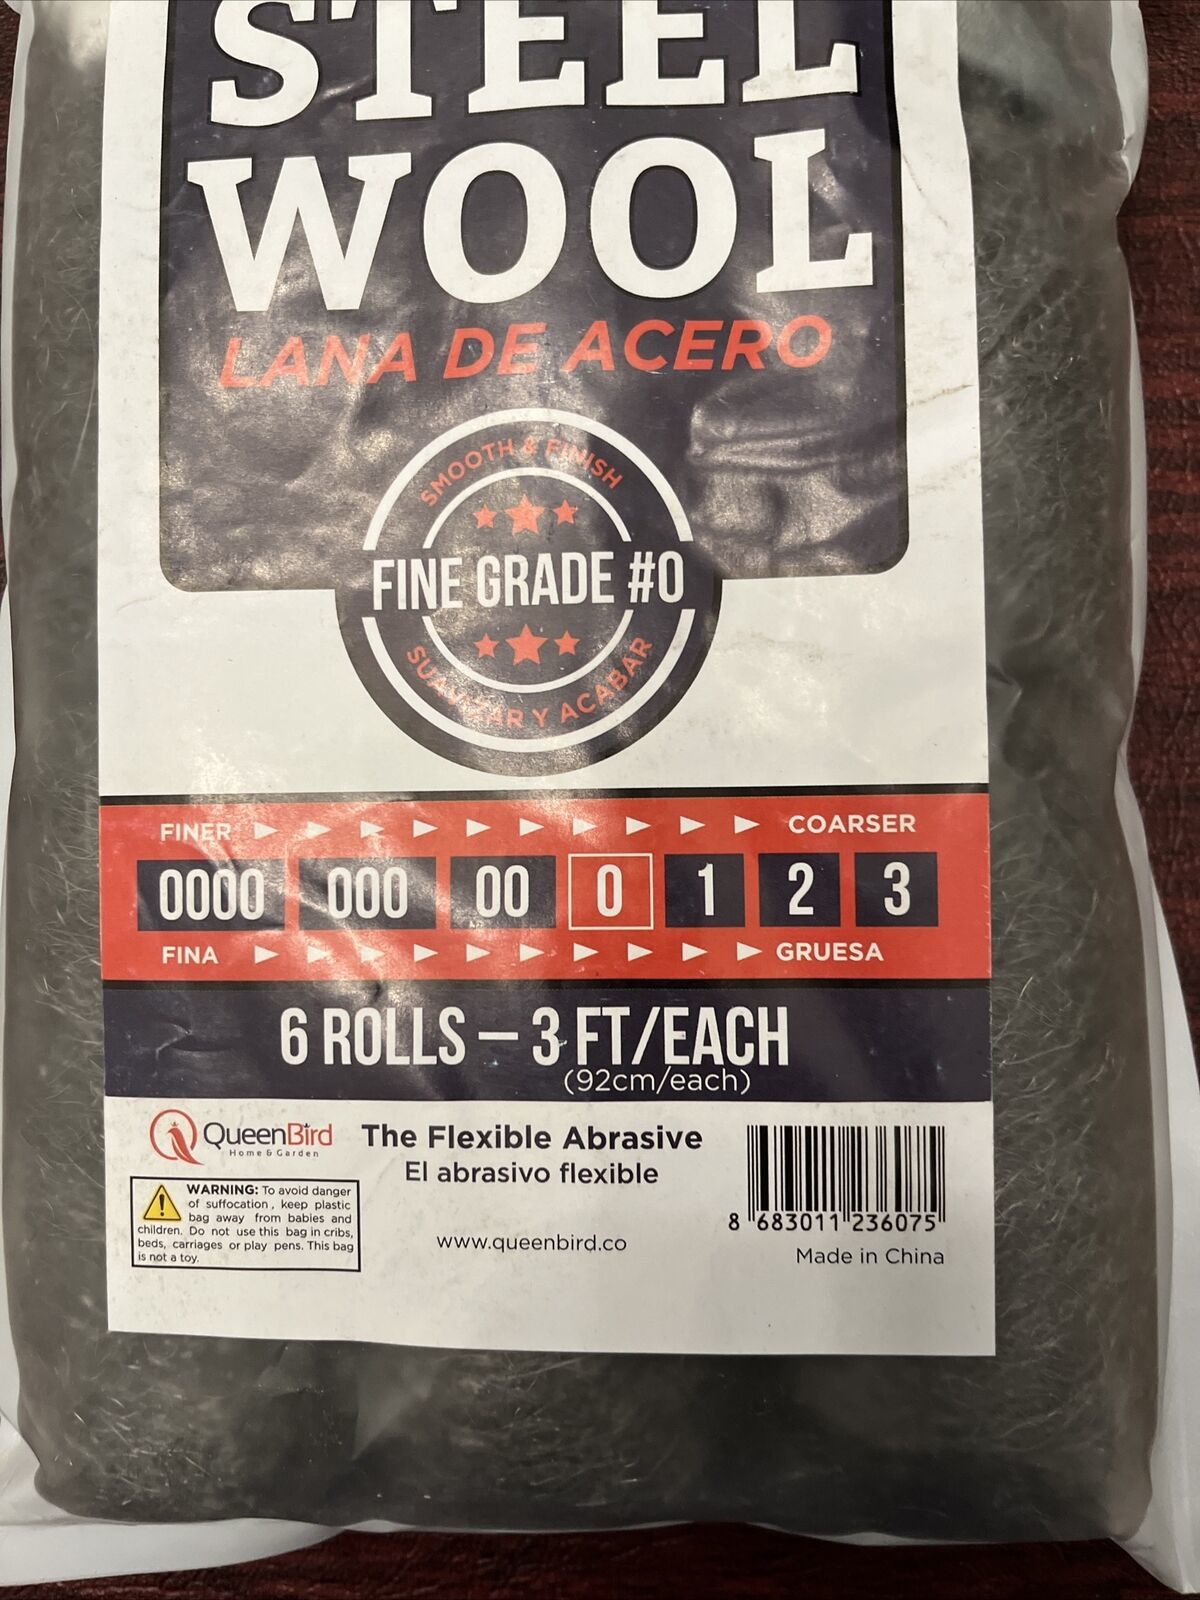 STEEL
WOOL
LANA DE ACERO
SMOOTH & FINISH
FINE GRADE #0
SUAVIZAR Y ACABAR
FINER COARSER
0000 000 00 0 1 2 3
FINA GRUESA
6 ROLLS – 3 FT/EACH
(92cm/each)
QueenBird
Home & Garden
The Flexible Abrasive
El abrasivo flexible
WARNING: To avoid danger
of suffocation, keep plastic
bag away from babies and
children. Do not use this bag in cribs,
beds, carriages or play pens. This bag
is not a toy.
www.queenbird.co
8 683011 236075
Made in China